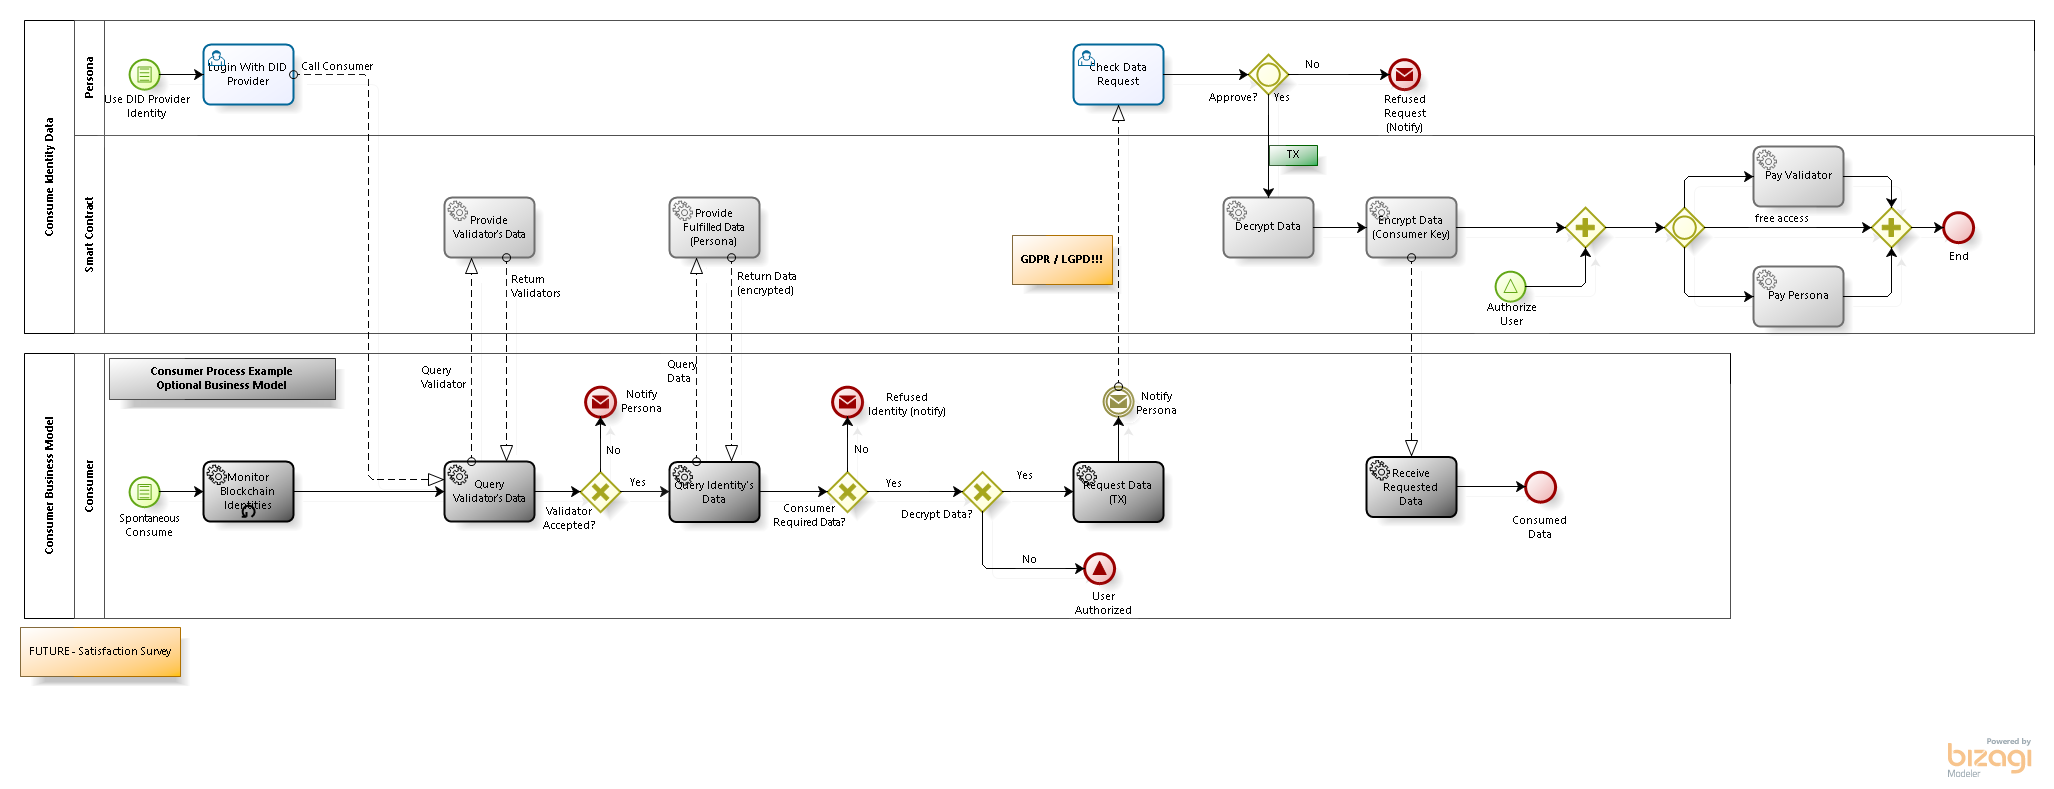 Consume Identity Data
Persona
Use DID Provider
Identity
Login With DID
Provider
Call Consumer
Check Data
Request
Approve?
No
Yes
Refused
Request
(Notify)
Smart Contract
TX
Provide
Validator's Data
Return
Validators
Provide
Fulfilled Data
(Persona)
Return Data
(encrypted)
GDPR / LGPD!!!
Decrypt Data
Encrypt Data
(Consumer Key)
Authorize
User
Pay Validator
free access
Pay Persona
End
Consumer Business Model
Consumer
Consumer Process Example
Optional Business Model
Query
Validator
Query
Data
Spontaneous
Consume
Monitor
Blockchain
Identities
Query
Validator's Data
Validator
Accepted?
No
Notify
Persona
Yes
Query Identity's
Data
Consumer
Required Data?
No
Refused
Identity (notify)
Yes
Decrypt Data?
Yes
No
User
Authorized
Request Data
(TX)
Notify
Persona
Receive
Requested
Data
Consumed
Data
FUTURE - Satisfaction Survey
Powered by
bizagi
Modeler